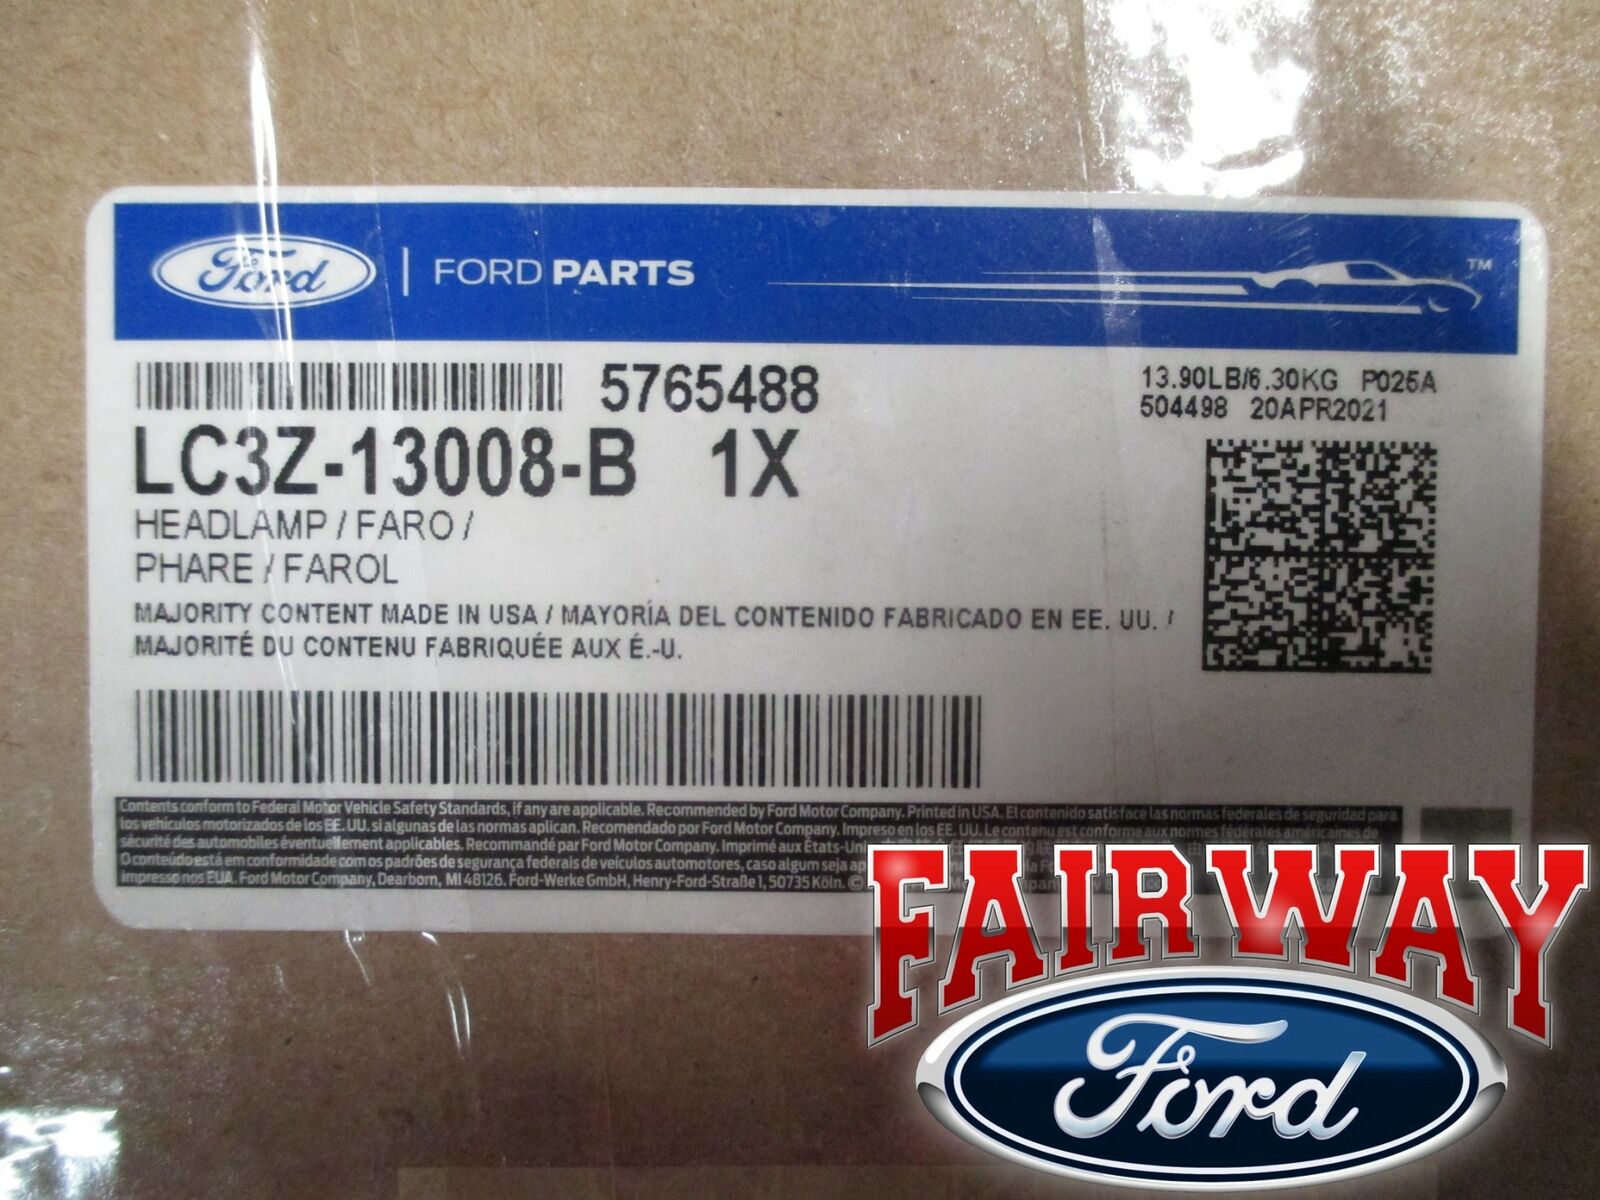 Ford | FORD PARTS TM
5765488
13.90LB/6.30KG P025A
504498 20APR2021
LC3Z-13008-B 1X
HEADLAMP / FARO /
PHARE / FAROL
MAJORITY CONTENT MADE IN USA / MAYORÍA DEL CONTENIDO FABRICADO EN EE. UU. /
MAJORITÉ DU CONTENU FABRIQUÉE AUX É.-U.
Contents conform to Federal Motor Vehicle Safety Standards, if any are applicable. Recommended by Ford Motor Company. Printed in USA. El contenido satisface las normas federales de seguridad para
los vehículos motorizados de los EE. UU. si algunas de las normas aplican. Recomendado por Ford Motor Company. Impreso en los EE. UU. Le contenu est conforme aux normes fédérales américaines de
sécurité des automobiles éventuellement applicables. Recommandé par Ford Motor Company. Imprimé aux États-Unis
O conteúdo está em conformidade com os padrões de segurança federais de veículos automotores, caso algum seja
impresso nos EUA. Ford Motor Company, Dearborn, MI 48126. Ford-Werke GmbH, Henry-Ford-Straße 1, 50735 Köln. ©
FAIRWAY
Ford